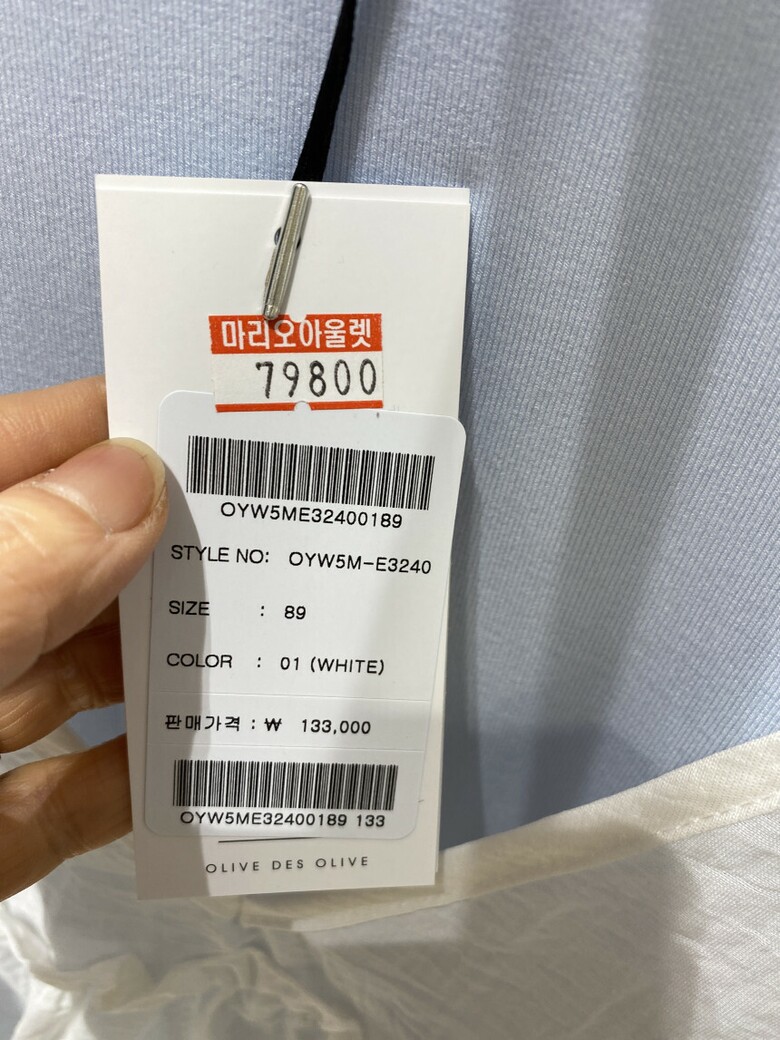 마리오아울렛
79800
OYW5ME32400189
STYLE NO: OYW5M-E3240
SIZE : 89
COLOR : 01 (WHITE)
판매가격 : ₩ 133,000
OYW5ME32400189 133
OLIVE DES OLIVE